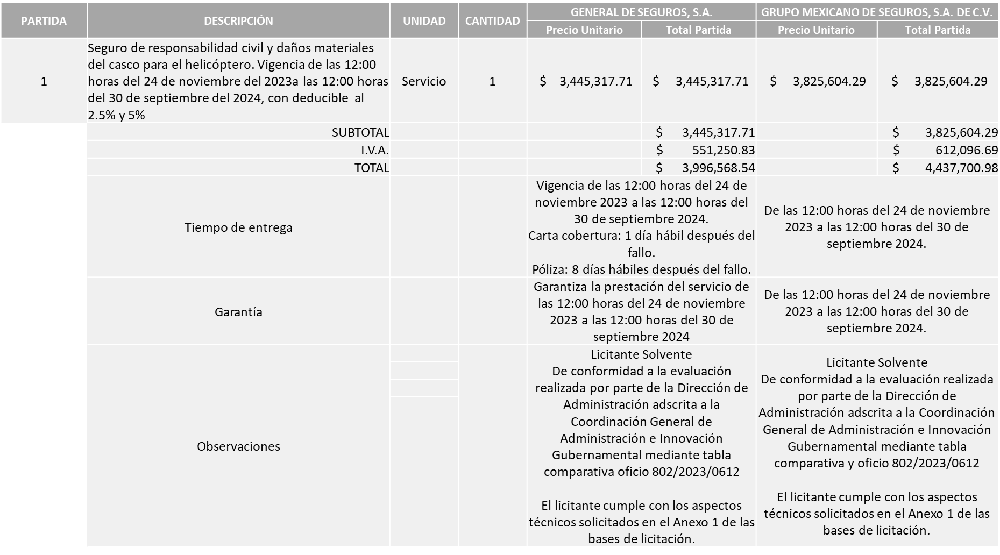 PARTIDA
DESCRIPCIÓN
UNIDAD
CANTIDAD
GENERAL DE SEGUROS, S.A.
GRUPO MEXICANO DE SEGUROS, S.A. DE C.V.
Precio Unitario
Total Partida
Precio Unitario
Total Partida
1
Seguro de responsabilidad civil y daños materiales
del casco para el helicóptero. Vigencia de las 12:00
horas del 24 de noviembre del 2023a las 12:00 horas
del 30 de septiembre del 2024, con deducible al
2.5% y 5%
Servicio
1
$ 3,445,317.71
$ 3,445,317.71
$ 3,825,604.29
$ 3,825,604.29
SUBTOTAL
$ 3,445,317.71
$ 3,825,604.29
I.V.A.
$ 551,250.83
$ 612,096.69
TOTAL
$ 3,996,568.54
$ 4,437,700.98
Tiempo de entrega
Vigencia de las 12:00 horas del 24 de
noviembre 2023 a las 12:00 horas del
30 de septiembre 2024.
Carta cobertura: 1 día hábil después del
fallo.
Póliza: 8 días hábiles después del fallo.
De las 12:00 horas del 24 de noviembre
2023 a las 12:00 horas del 30 de
septiembre 2024.
Garantía
Garantiza la prestación del servicio de
las 12:00 horas del 24 de noviembre
2023 a las 12:00 horas del 30 de
septiembre 2024
De las 12:00 horas del 24 de noviembre
2023 a las 12:00 horas del 30 de
septiembre 2024.
Observaciones
Licitante Solvente
De conformidad a la evaluación
realizada por parte de la Dirección de
Administración adscrita a la
Coordinación General de
Administración e Innovación
Gubernamental mediante tabla
comparativa oficio 802/2023/0612
El licitante cumple con los aspectos
técnicos solicitados en el Anexo 1 de las
bases de licitación.
Licitante Solvente
De conformidad a la evaluación realizada
por parte de la Dirección de
Administración adscrita a la Coordinación
General de Administración e Innovación
Gubernamental mediante tabla
comparativa y oficio 802/2023/0612
El licitante cumple con los aspectos
técnicos solicitados en el Anexo 1 de las
bases de licitación.